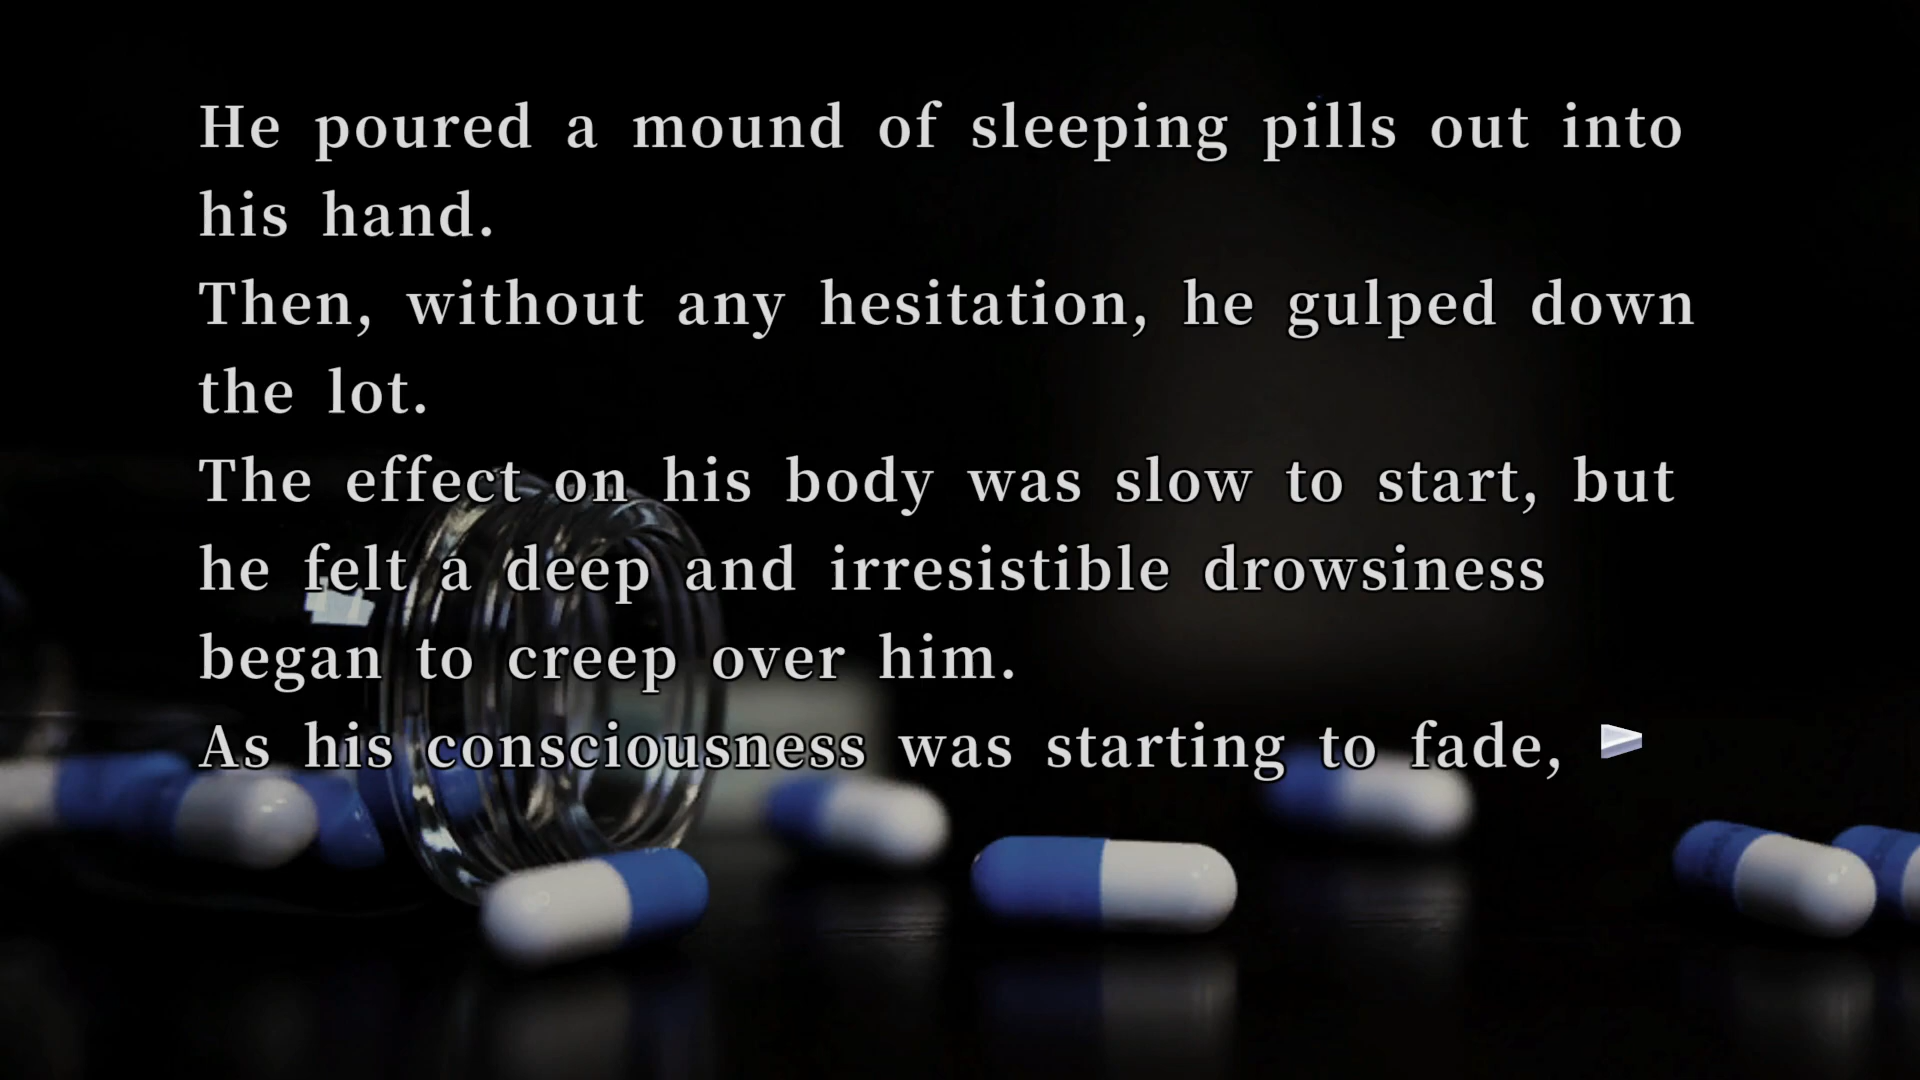 He poured a mound of sleeping pills out into
his hand.
Then, without any hesitation, he gulped down
the lot.
The effect on his body was slow to start, but
he felt a deep and irresistible drowsiness
began to creep over him.
As his consciousness was starting to fade,